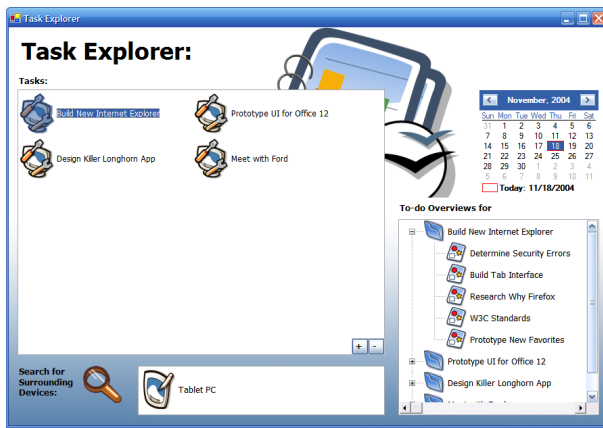 Task Explorer
Task Explorer:
Tasks:
Build New Internet Explorer
Prototype UI for Office 12
Design Killer Longhorn App
Meet with Ford
+ -
November, 2004
Sun Mon Tue Wed Thu Fri Sat
31 1 2 3 4 5 6
7 8 9 10 11 12 13
14 15 16 17 18 19 20
21 22 23 24 25 26 27
28 29 30 1 2 3 4
5 6 7 8 9 10 11
Today: 11/18/2004
To-do Overviews for
Build New Internet Explorer
Determine Security Errors
Build Tab Interface
Research Why Firefox
W3C Standards
Prototype New Favorites
Prototype UI for Office 12
Design Killer Longhorn App
Search for
Surrounding
Devices:
Tablet PC